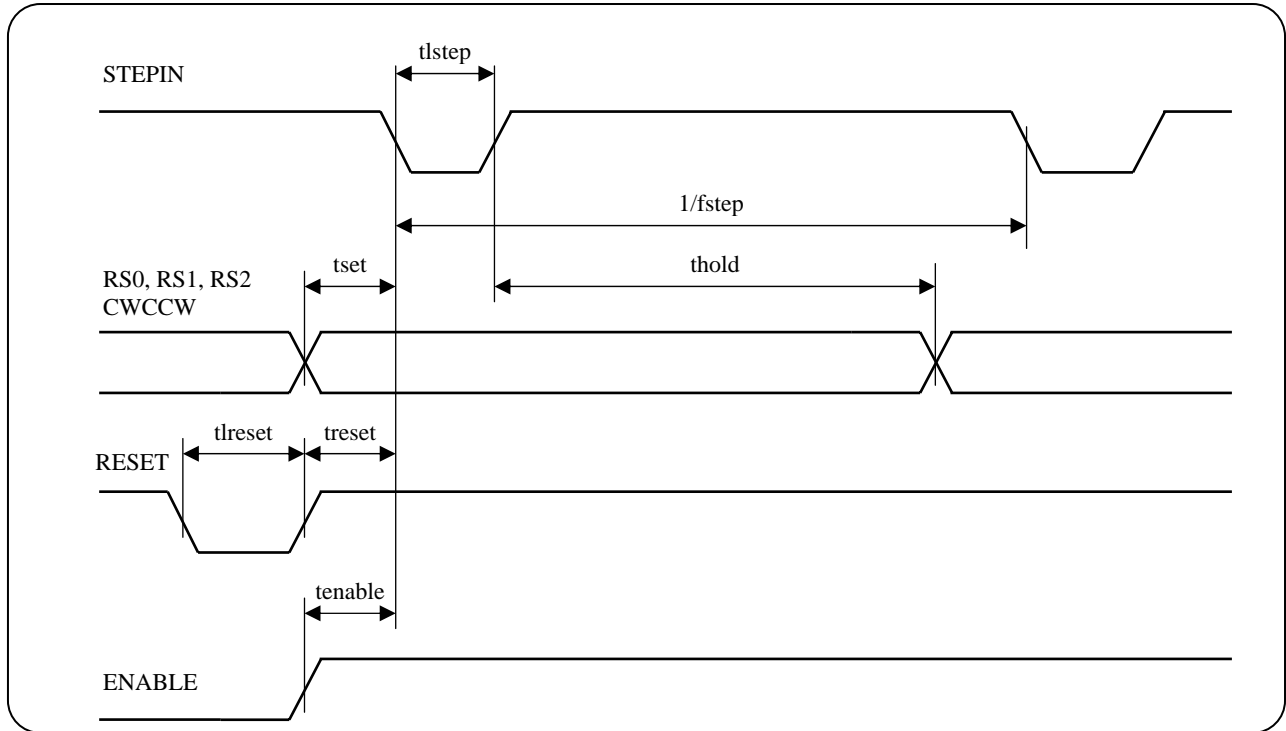 tlstep
STEPIN
1/fstep
tset
thold
RS0, RS1, RS2
CWCCW
tlreset
treset
RESET
tenable
ENABLE